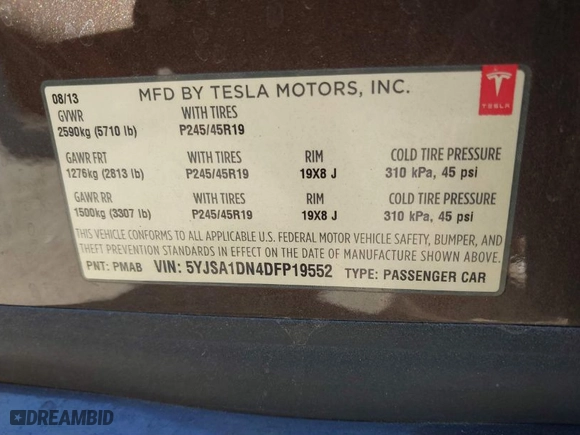 08/13 MFD BY TESLA MOTORS, INC.
GVWR WITH TIRES
2590kg (5710 lb) P245/45R19
GAWR FRT WITH TIRES RIM COLD TIRE PRESSURE
1276kg (2813 lb) P245/45R19 19X8 J 310 kPa, 45 psi
GAWR RR WITH TIRES RIM COLD TIRE PRESSURE
1500kg (3307 lb) P245/45R19 19X8 J 310 kPa, 45 psi
THIS VEHICLE CONFORMS TO ALL APPLICABLE U.S. FEDERAL MOTOR VEHICLE SAFETY, BUMPER, AND
THEFT PREVENTION STANDARDS IN EFFECT ON THE DATE OF MANUFACTURE SHOWN ABOVE.
PNT: PMAB VIN: 5YJSA1DN4DFP19552 TYPE: PASSENGER CAR
TESLA
DREAMBID